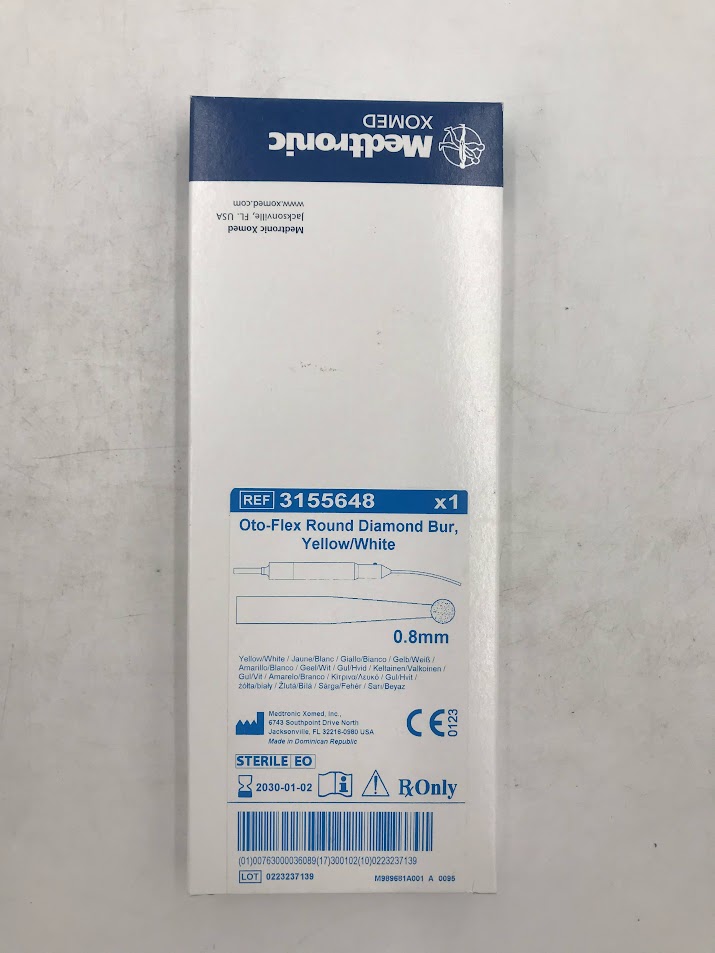 Medtronic
XOMED
Medtronic Xomed
Jacksonville, FL. USA
www.xomed.com
REF 3155648 x1
Oto-Flex Round Diamond Bur,
Yellow/White
0.8mm
Yellow/White / Jaune/Blanc / Giallo/Bianco / Gelb/Weiß /
Amarillo/Blanco / Geel/Wit / Gul/Hvid / Keltainen/Valkoinen /
Gul/Vit / Amarelo/Branco / Κίτρινο/Λευκό / Gul/Hvit /
żółta/biały / Žlutá/Bílá / Sárga/Fehér / Sarı/Beyaz
Medtronic Xomed, Inc.,
6743 Southpoint Drive North
Jacksonville, FL 32216-0980 USA
Made in Dominican Republic
CE 0123
STERILE EO
2030-01-02 i ℞Only
(01)00763000036089(17)300102(10)0223237139
LOT 0223237139 M989681A001 A 0095